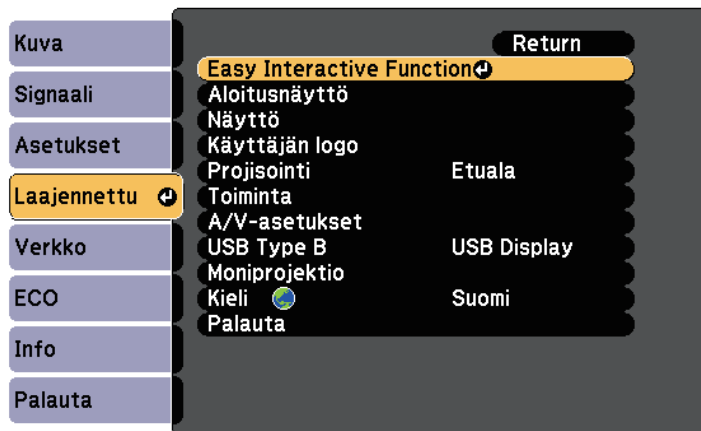 Kuva
Signaali
Asetukset
Laajennettu
Verkko
ECO
Info
Palauta
Return
Easy Interactive Function
Aloitusnäyttö
Näyttö
Käyttäjän logo
Projisointi Etuala
Toiminta
A/V-asetukset
USB Type B USB Display
Moniprojektio
Kieli Suomi
Palauta